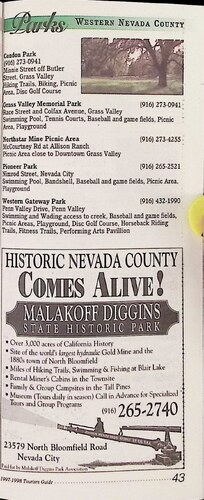 Parks WESTERN NEVADA COUNTY
Condon Park
(916) 273-0941
Minnie Street off Butler
Street, Grass Valley
Hiking Trails, Biking, Picnic
Area, Disc Golf Course
Grass Valley Memorial Park (916) 273-0941
Race Street and Colfax Avenue, Grass Valley
Swimming Pool, Tennis Courts, Baseball and game fields, Picnic
Area, Playground
Northstar Mine Picnic Area (916) 273-4255
McCourtney Rd at Allison Ranch
Picnic Area close to Downtown Grass Valley
Pioneer Park (916) 265-2521
Nimrod Street, Nevada City
Swimming Pool, Bandshell, Baseball and game fields, Picnic Area,
Playground
Western Gateway Park (916) 432-1990
Penn Valley Drive, Penn Valley
Swimming and Wading access to creek, Baseball and game fields,
Picnic Areas, Playground, Disc Golf Course, Horseback Riding
Trails, Fitness Trails, Performing Arts Pavillion
HISTORIC NEVADA COUNTY
COMES ALIVE!
MALAKOFF DIGGINS
STATE HISTORIC PARK
• Over 3,000 acres of California History
• Site of the world's largest hydraulic Gold Mine and the
1880s town of North Bloomfield
• Miles of Hiking Trails, Swimming & Fishing at Blair Lake
• Rental Miner's Cabins in the Townsite
• Family & Group Campsites in the Tall Pines
• Museum (Tours daily in season) Call in Advance for Specialized
Tours and Group Programs
(916) 265-2740
23579 North Bloomfield Road
Nevada City
Paid for by Malakoff Diggins Park Association
1997-1998 Tourism Guide 43